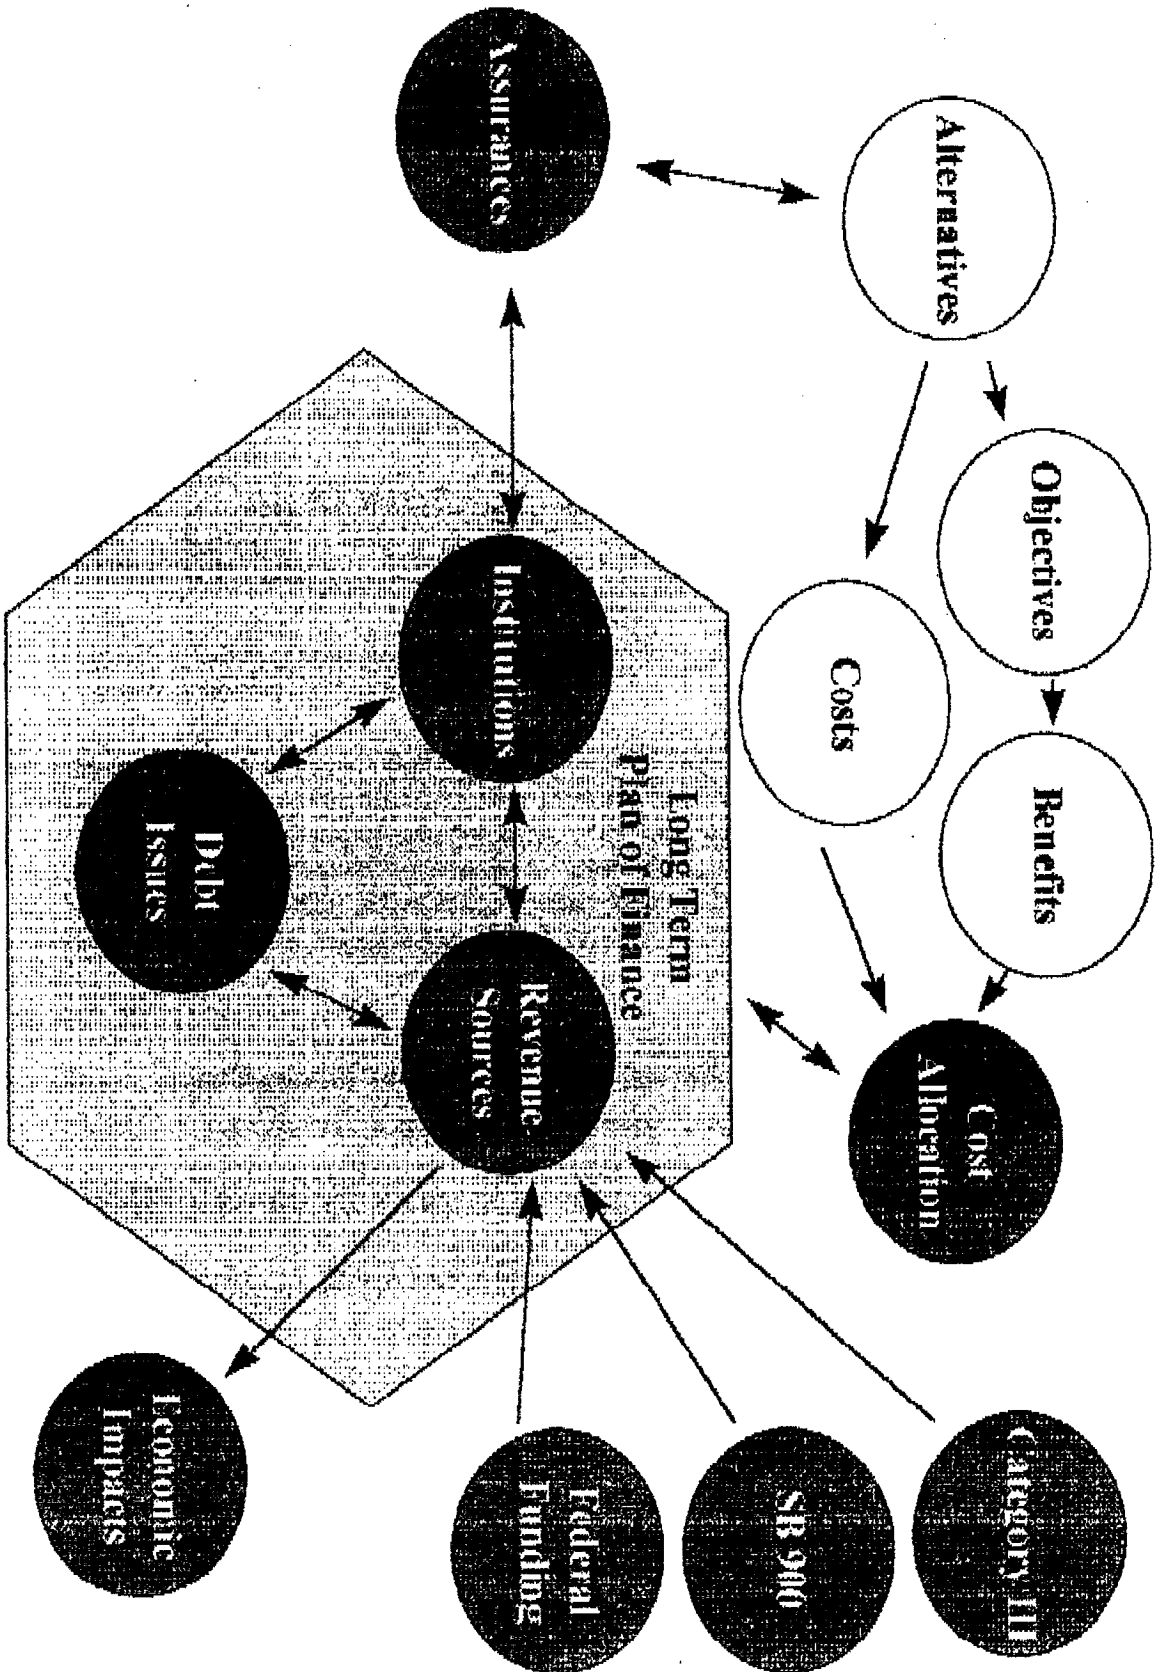 Alternatives
Objectives
Benefits
Costs
Cost
Allocation
Category III
SB 900
Federal
Funding
Assurances
Long Term
Plan of Finance
Institutions
Revenue
Sources
Debt
Issues
Economic
Impacts